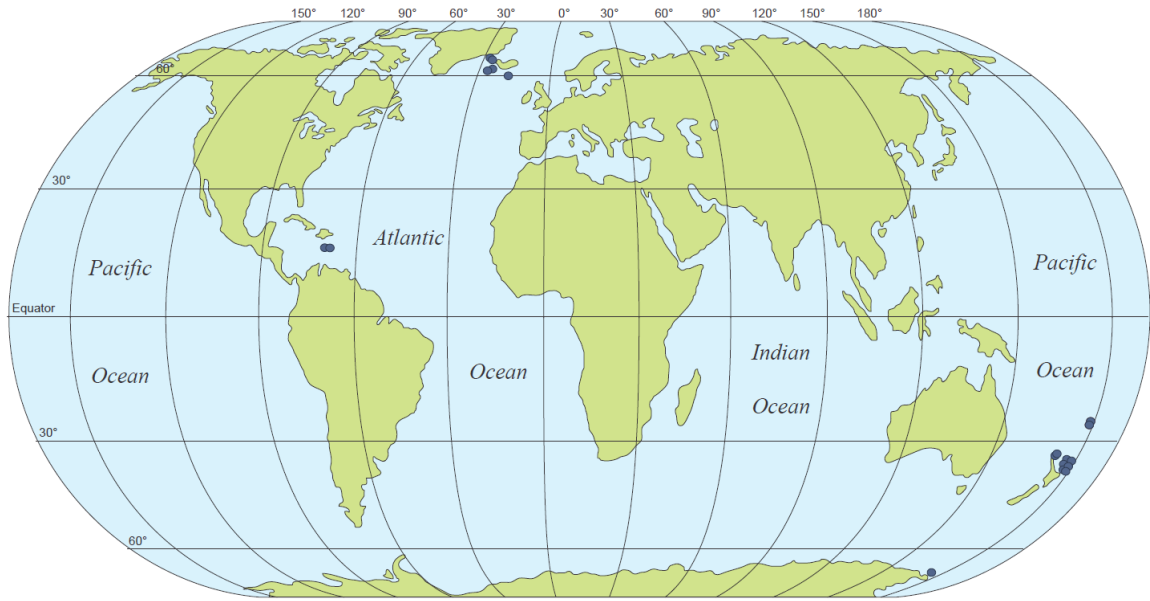 150° 120° 90° 60° 30° 0° 30° 60° 90° 120° 150° 180°
60°
30°
Atlantic
Pacific Pacific
Equator
Indian
Ocean Ocean Ocean
Ocean
30°
60°